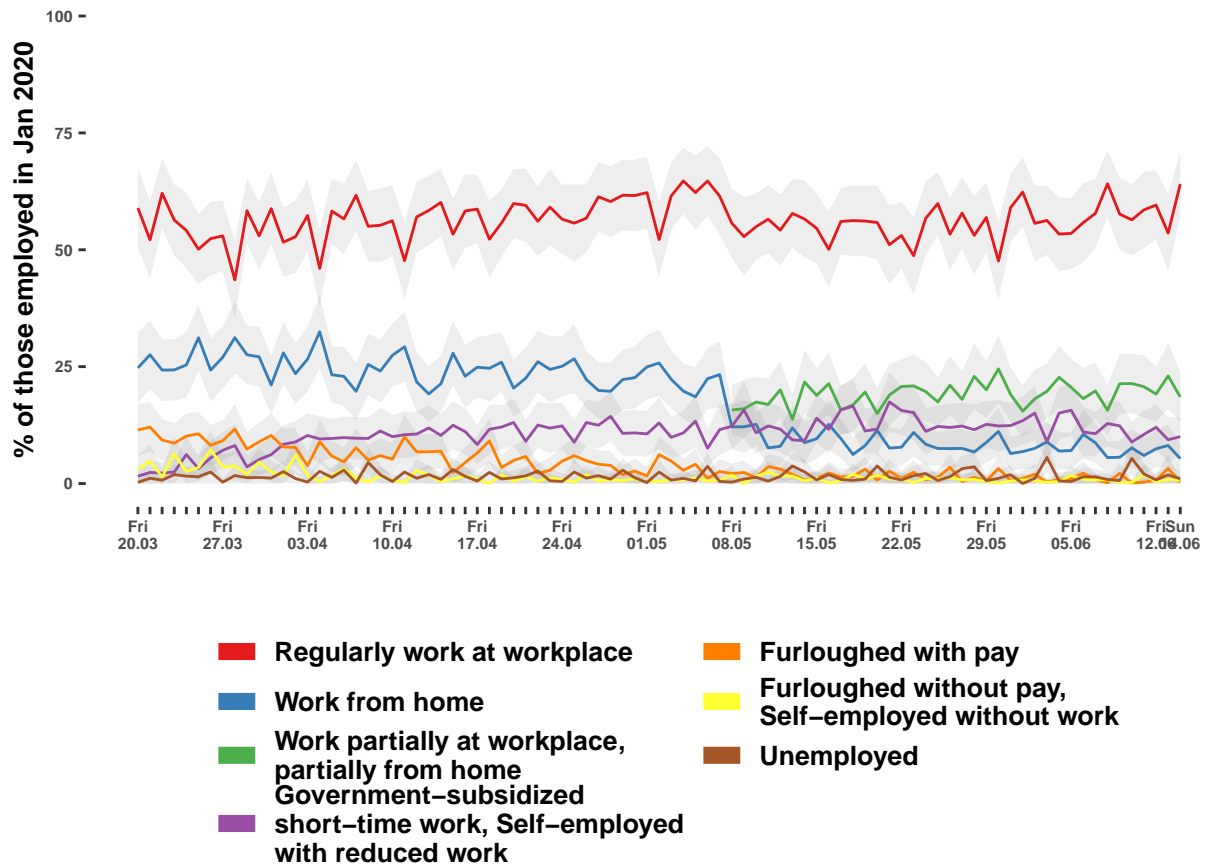 100
% of those employed in Jan 2020
75
50
25
0
Fri Fri Fri Fri Fri Fri Fri Fri Fri Fri Fri Fri Fri Sun
20.03 27.03 03.04 10.04 17.04 24.04 01.05 08.05 15.05 22.05 29.05 05.06 12.06 14.06
Regularly work at workplace
Work from home
Work partially at workplace,
partially from home
Government−subsidized
short−time work, Self−employed
with reduced work
Furloughed with pay
Furloughed without pay,
Self−employed without work
Unemployed